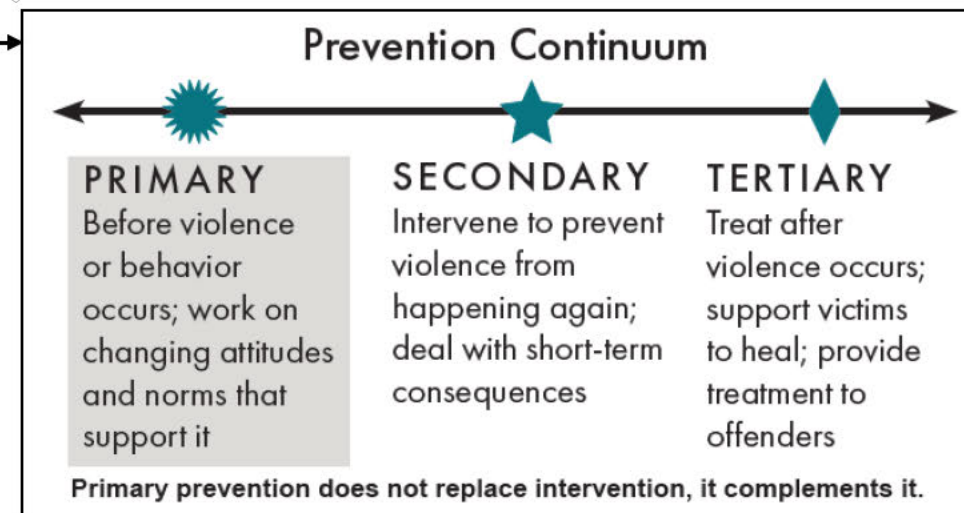 Prevention Continuum
PRIMARY
Before violence
or behavior
occurs; work on
changing attitudes
and norms that
support it
SECONDARY
Intervene to prevent
violence from
happening again;
deal with short-term
consequences
TERTIARY
Treat after
violence occurs;
support victims
to heal; provide
treatment to
offenders
Primary prevention does not replace intervention, it complements it.